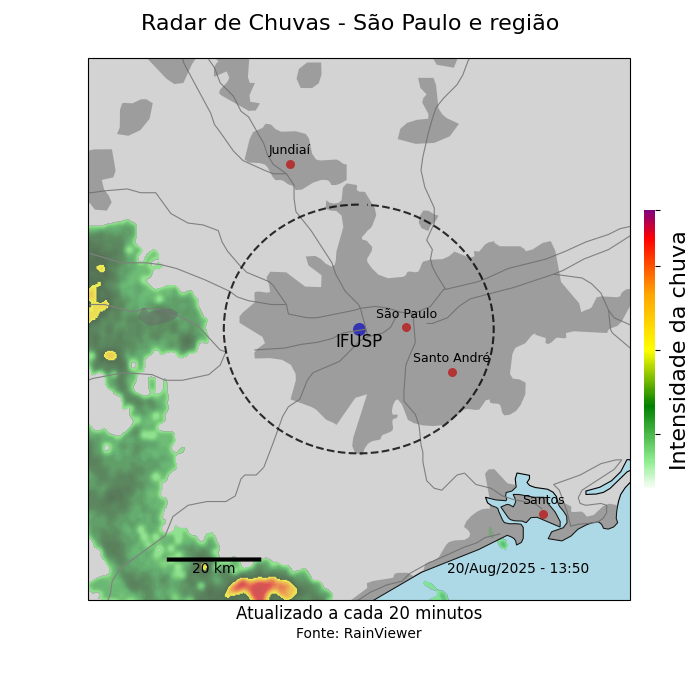 Radar de Chuvas - São Paulo e região
Jundiaí
São Paulo
IFUSP
Santo André
Santos
20 km
20/Aug/2025 - 13:50
Intensidade da chuva
Atualizado a cada 20 minutos
Fonte: RainViewer